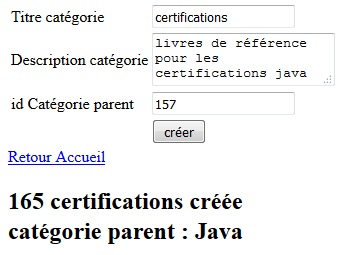 Titre catégorie certifications
Description catégorie livres de référence
pour les
certifications java
id Catégorie parent 157
créer
Retour Accueil
165 certifications créée
catégorie parent : Java